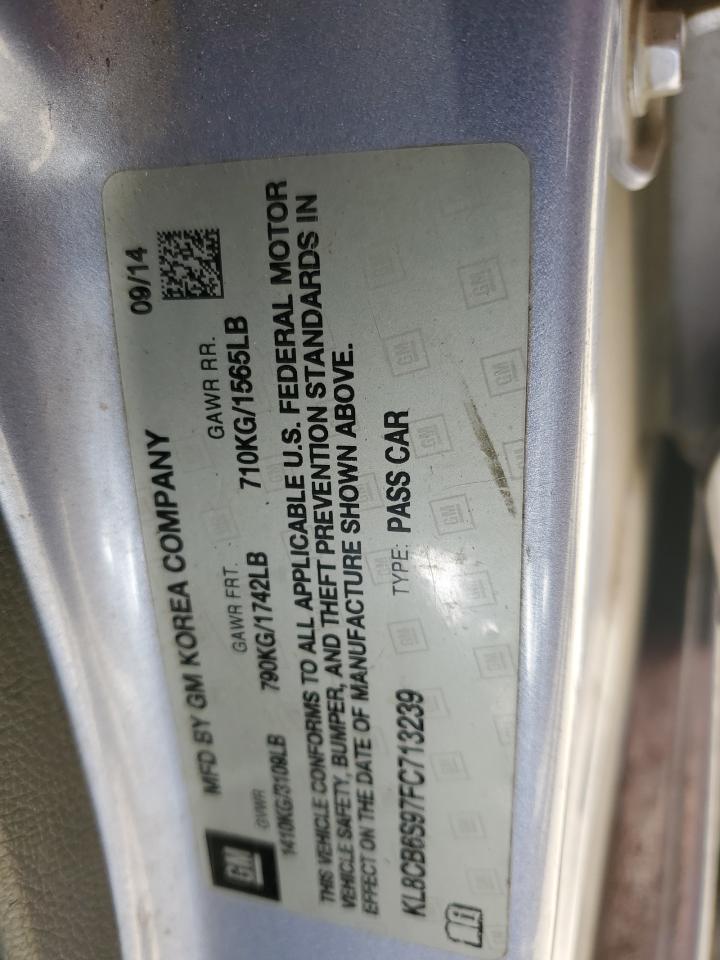 GM
MFD BY GM KOREA COMPANY
09/14
GVWR
GAWR FRT.
GAWR RR.
1410KG/3109LB
790KG/1742LB
710KG/1565LB
THIS VEHICLE CONFORMS TO ALL APPLICABLE U.S. FEDERAL MOTOR
VEHICLE SAFETY, BUMPER, AND THEFT PREVENTION STANDARDS IN
EFFECT ON THE DATE OF MANUFACTURE SHOWN ABOVE.
KL8CB6S97FC713239
TYPE: PASS CAR